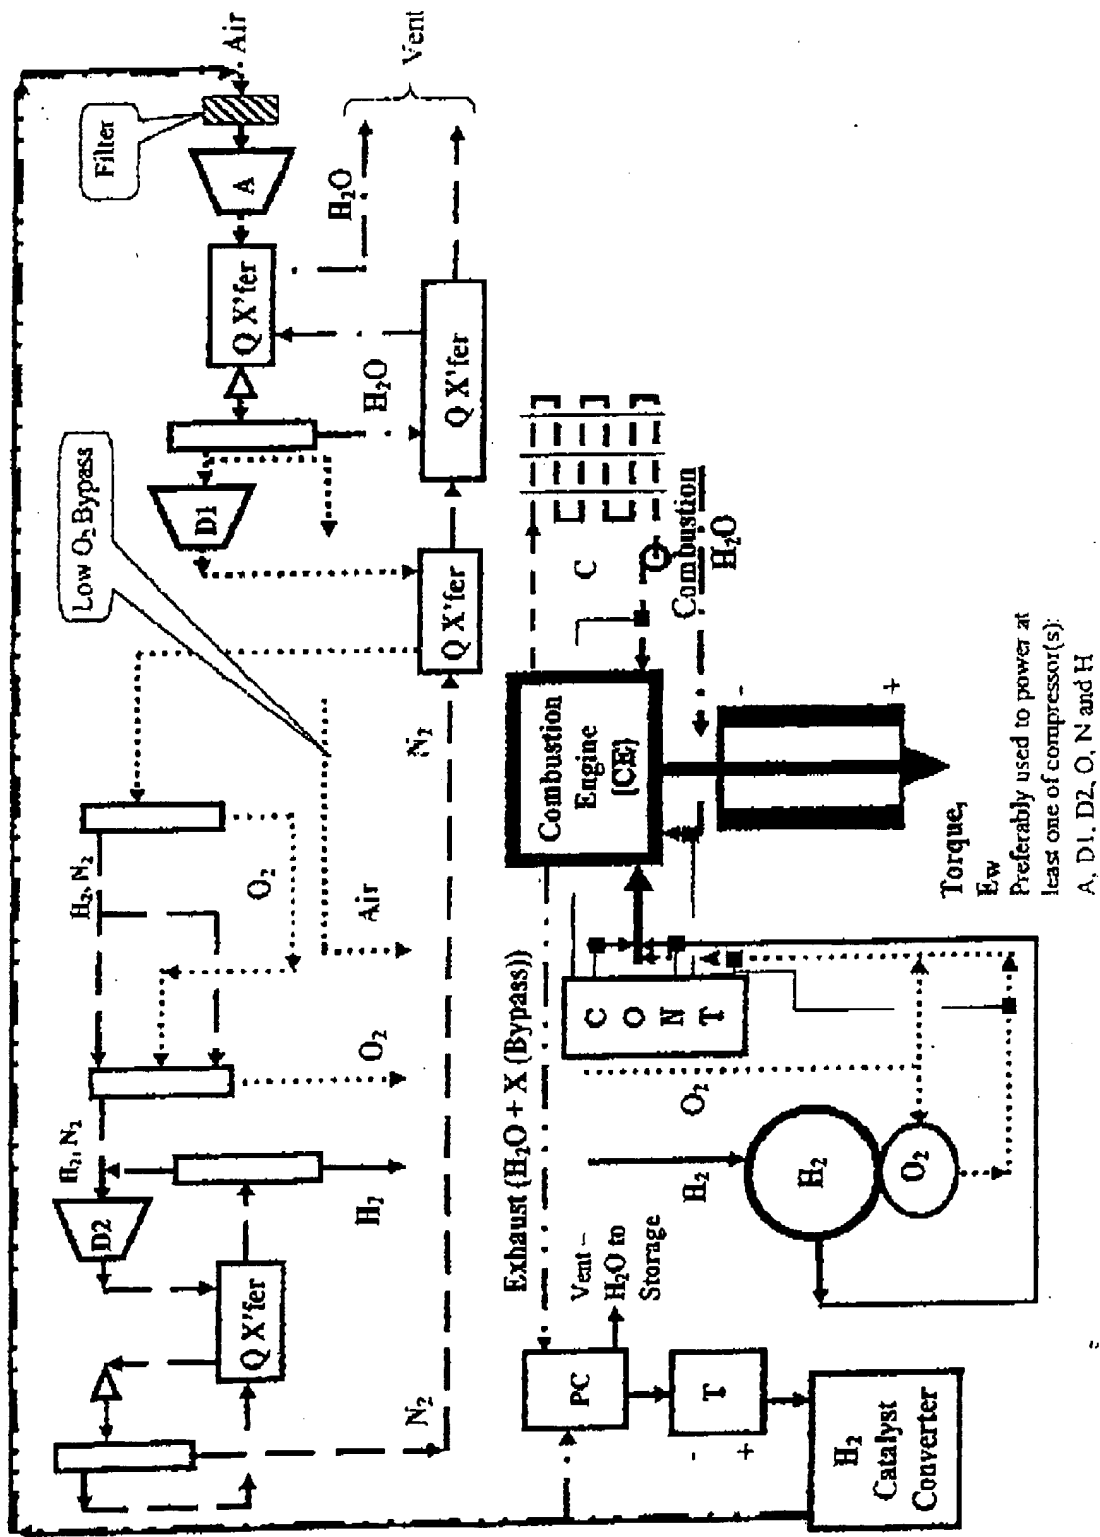 Air
Filter
A
Vent
H₂O
Q X'fer
H₂O
Q X'fer
Low O₂ Bypass
D1
Q X'fer
N₂
H₂, N₂
O₂
Air
O₂
H₂, N₂
D2
H₂
Q X'fer
N₂
Combustion
Engine
[CE]
C
Combustion
H₂O
-
+
Torque,
Ew
Preferably used to power at
least one of compressor(s):
A, D1, D2, O, N and H
Exhaust (H₂O + X (Bypass))
C
O
N
T
O₂
H₂
H₂
O₂
Vent –
H₂O to
Storage
PC
T
-
+
H₂
Catalyst
Converter